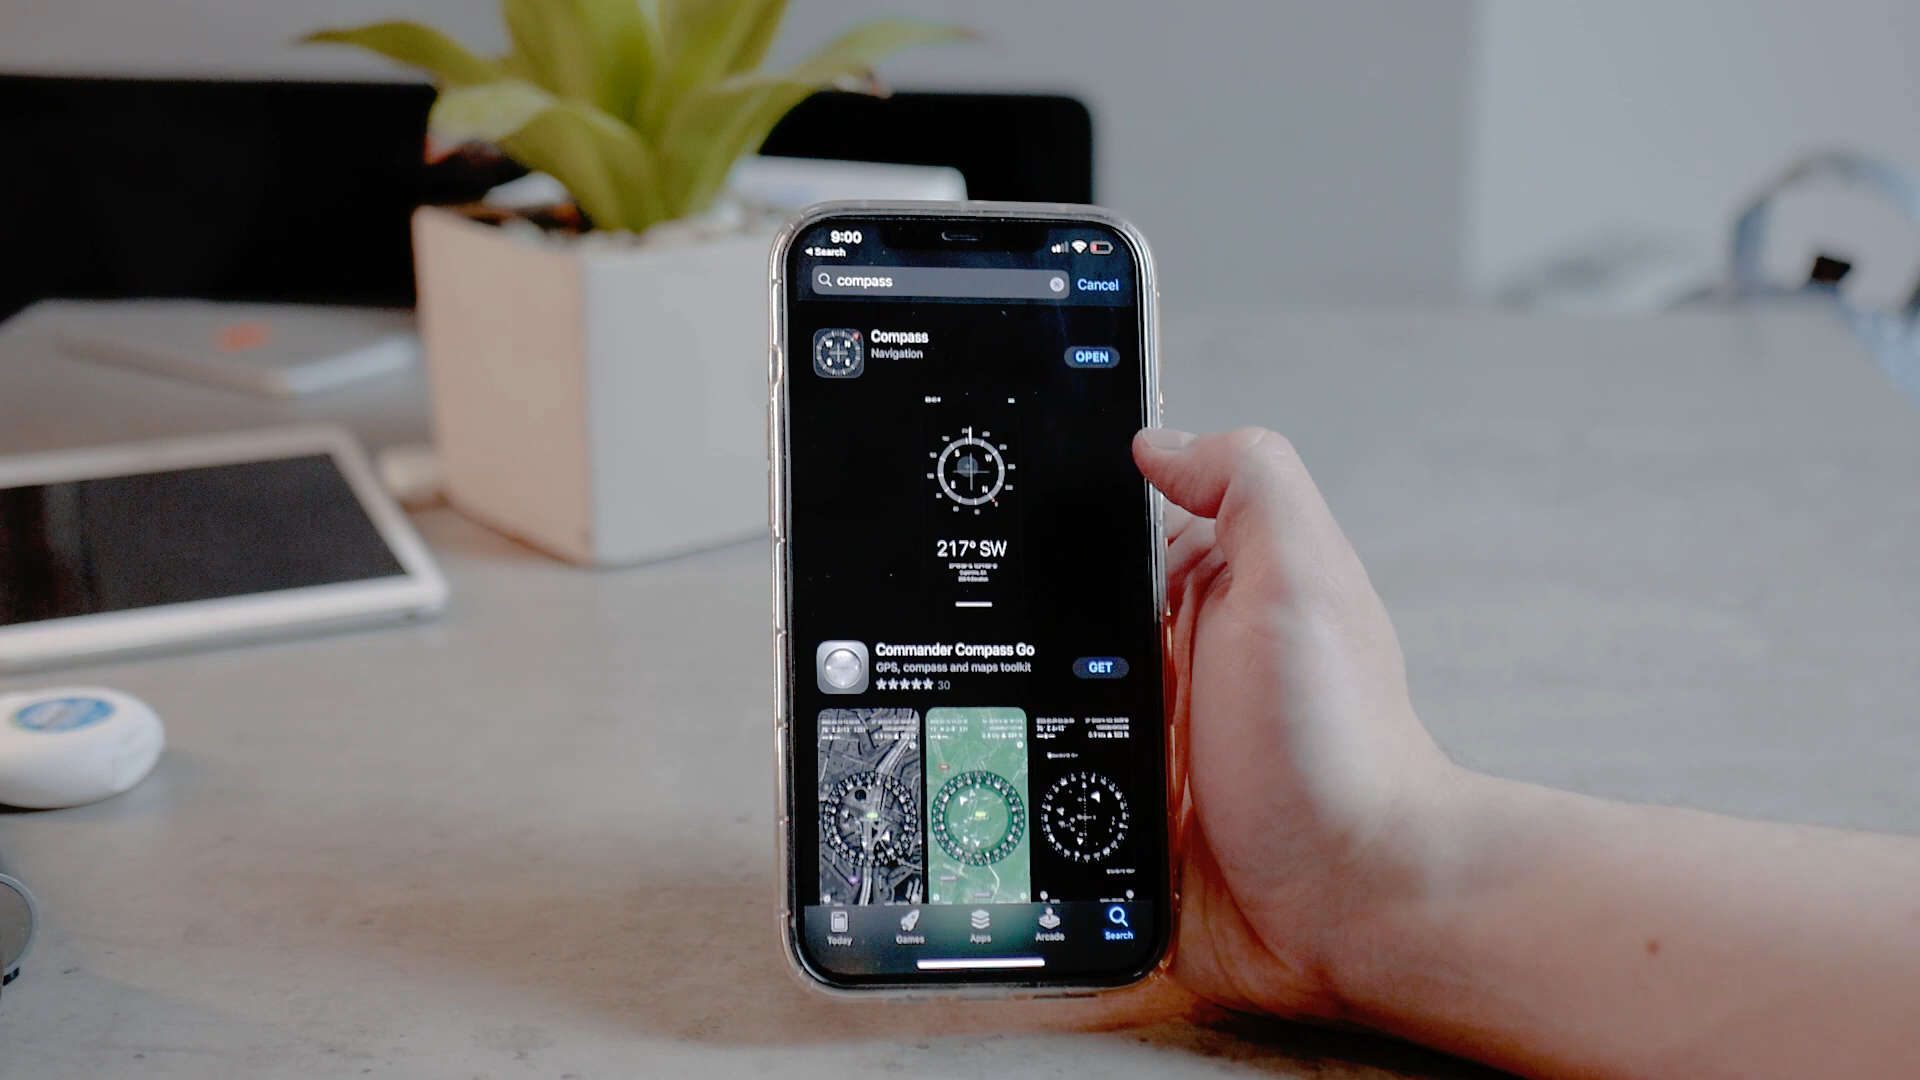 9:00
Search
compass
Cancel
Compass
Navigation
OPEN
217° SW
Commander Compass Go
GPS, compass and maps toolkit
30
GET
Today
Games
Apps
Arcade
Search